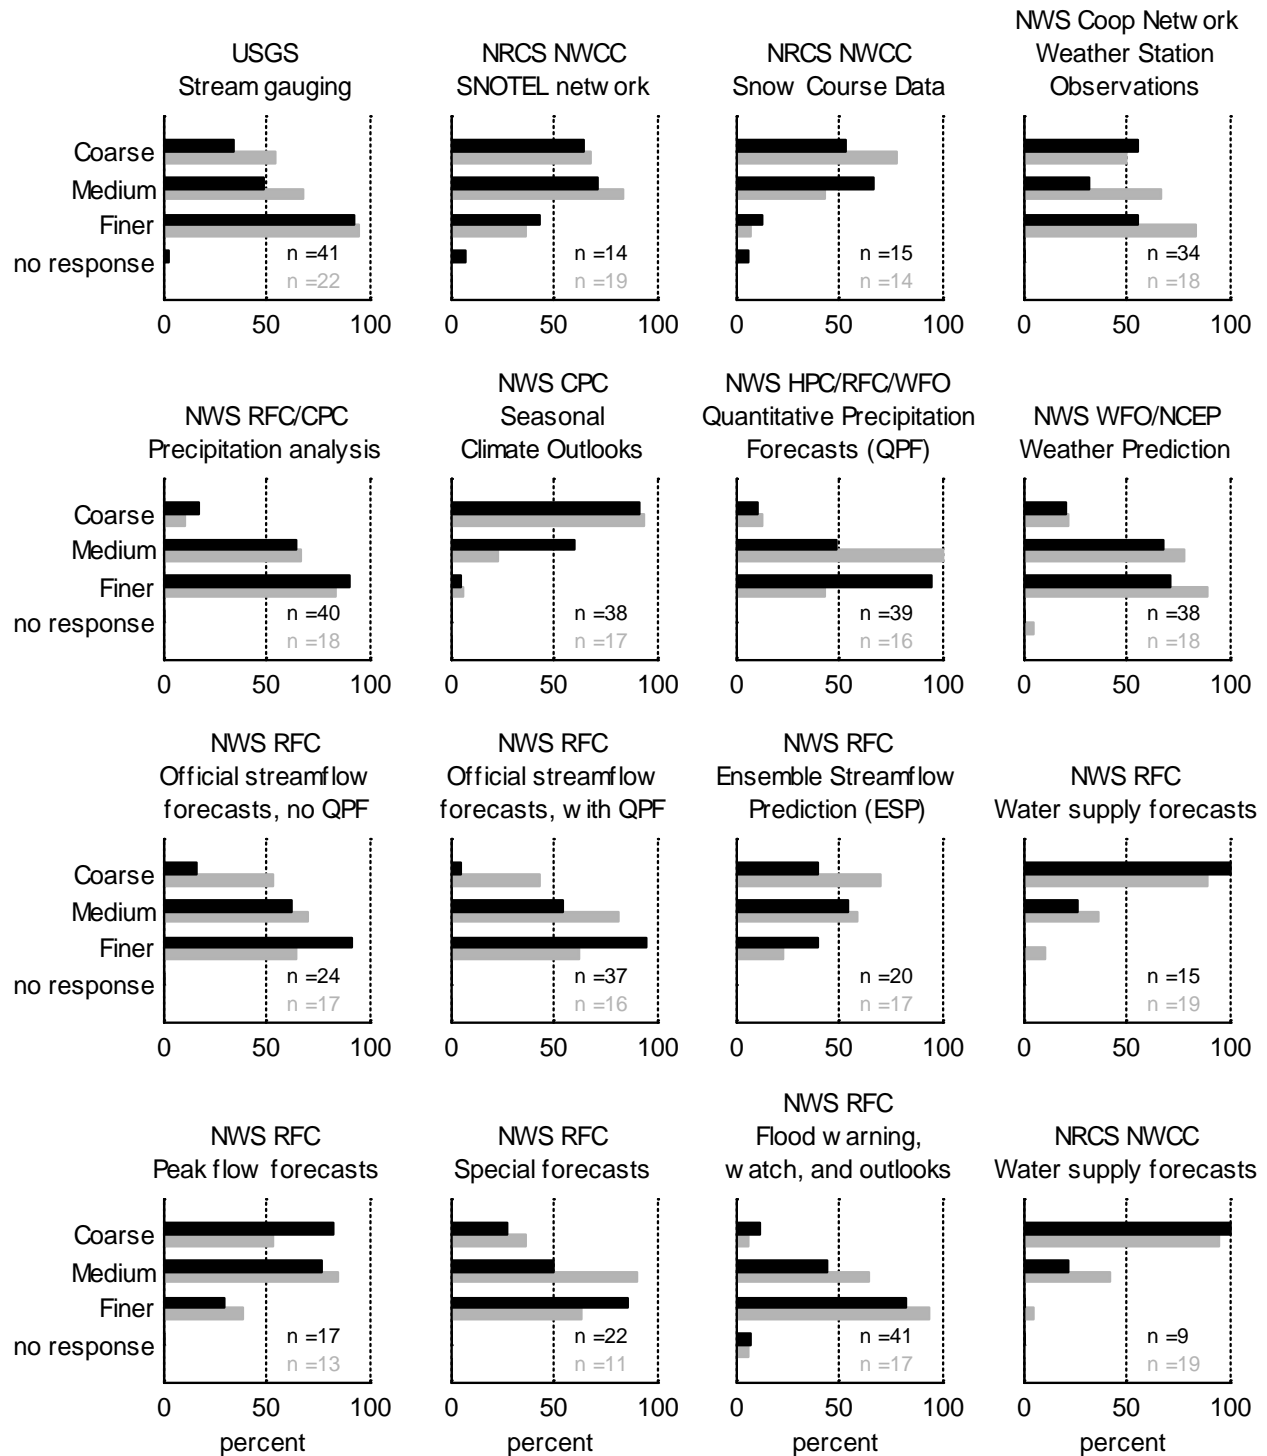 USGS
Stream gauging
NRCS NWCC
SNOTEL network
NRCS NWCC
Snow Course Data
NWS Coop Network
Weather Station
Observations
Coarse
Medium
Finer
no response
n =41
n =22
n =14
n =19
n =15
n =14
n =34
n =18
0 50 100
0 50 100
0 50 100
0 50 100
NWS RFC/CPC
Precipitation analysis
NWS CPC
Seasonal
Climate Outlooks
NWS HPC/RFC/WFO
Quantitative Precipitation
Forecasts (QPF)
NWS WFO/NCEP
Weather Prediction
Coarse
Medium
Finer
no response
n =40
n =18
n =38
n =17
n =39
n =16
n =38
n =18
0 50 100
0 50 100
0 50 100
0 50 100
NWS RFC
Official streamflow
forecasts, no QPF
NWS RFC
Official streamflow
forecasts, with QPF
NWS RFC
Ensemble Streamflow
Prediction (ESP)
NWS RFC
Water supply forecasts
Coarse
Medium
Finer
no response
n =24
n =17
n =37
n =16
n =20
n =17
n =15
n =19
0 50 100
0 50 100
0 50 100
0 50 100
NWS RFC
Peak flow forecasts
NWS RFC
Special forecasts
NWS RFC
Flood warning,
watch, and outlooks
NRCS NWCC
Water supply forecasts
Coarse
Medium
Finer
no response
n =17
n =13
n =22
n =11
n =41
n =17
n =9
n =19
0 50 100
0 50 100
0 50 100
0 50 100
percent
percent
percent
percent